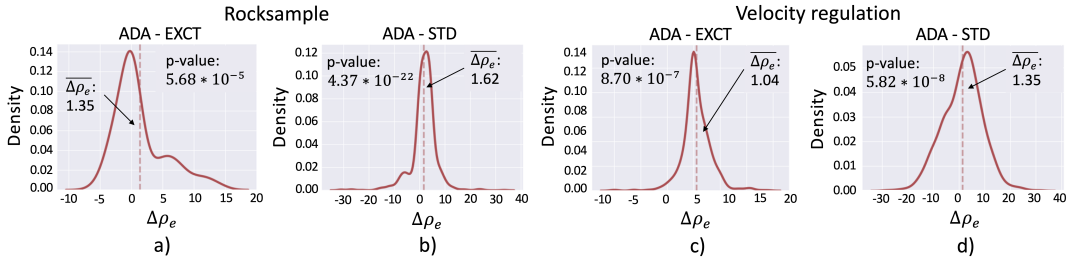 Rocksample
Velocity regulation
ADA - EXCT
ADA - STD
ADA - EXCT
ADA - STD
Density
0.14
0.12
0.10
0.08
0.06
0.04
0.02
0.00
p-value:
5.68 * 10⁻⁵
Δρₑ:
1.35
-10 -5 0 5 10 15 20
Δρₑ
a)
Density
0.12
0.10
0.08
0.06
0.04
0.02
0.00
p-value:
4.37 * 10⁻²²
Δρₑ:
1.62
-30 -20 -10 0 10 20 30 40
Δρₑ
b)
Density
0.14
0.12
0.10
0.08
0.06
0.04
0.02
0.00
p-value:
8.70 * 10⁻⁷
Δρₑ:
1.04
-10 -5 0 5 10 15 20
Δρₑ
c)
Density
0.05
0.04
0.03
0.02
0.01
0.00
p-value:
5.82 * 10⁻⁸
Δρₑ:
1.35
-30 -20 -10 0 10 20 30 40
Δρₑ
d)